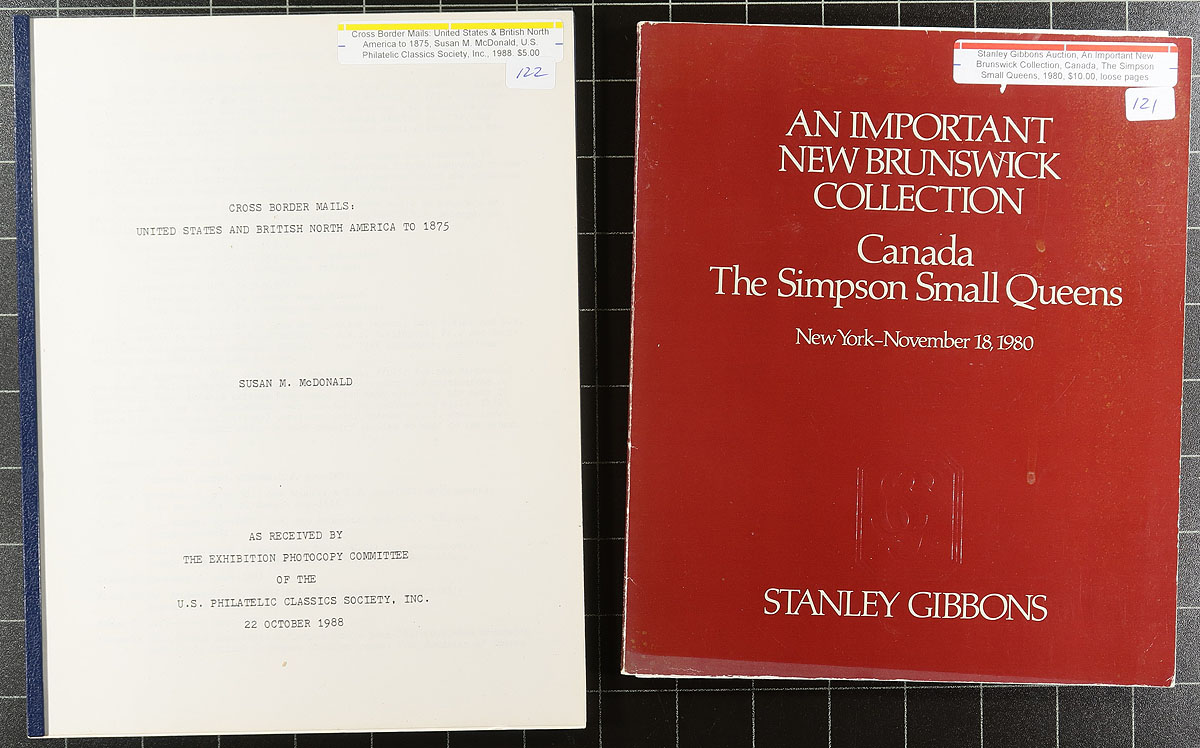 Cross Border Mails: United States & British North
America to 1875, Susan M. McDonald, U.S.
Philatelic Classics Society, Inc., 1988. $5.00
122
CROSS BORDER MAILS:
UNITED STATES AND BRITISH NORTH AMERICA TO 1875
SUSAN M. McDONALD
AS RECEIVED BY
THE EXHIBITION PHOTOCOPY COMMITTEE
OF THE
U.S. PHILATELIC CLASSICS SOCIETY, INC.
22 OCTOBER 1988
Stanley Gibbons Auction, An Important New
Brunswick Collection, Canada, The Simpson
Small Queens, 1980, $10.00, loose pages
121
AN IMPORTANT
NEW BRUNSWICK
COLLECTION
Canada
The Simpson Small Queens
New York–November 18, 1980
STANLEY GIBBONS